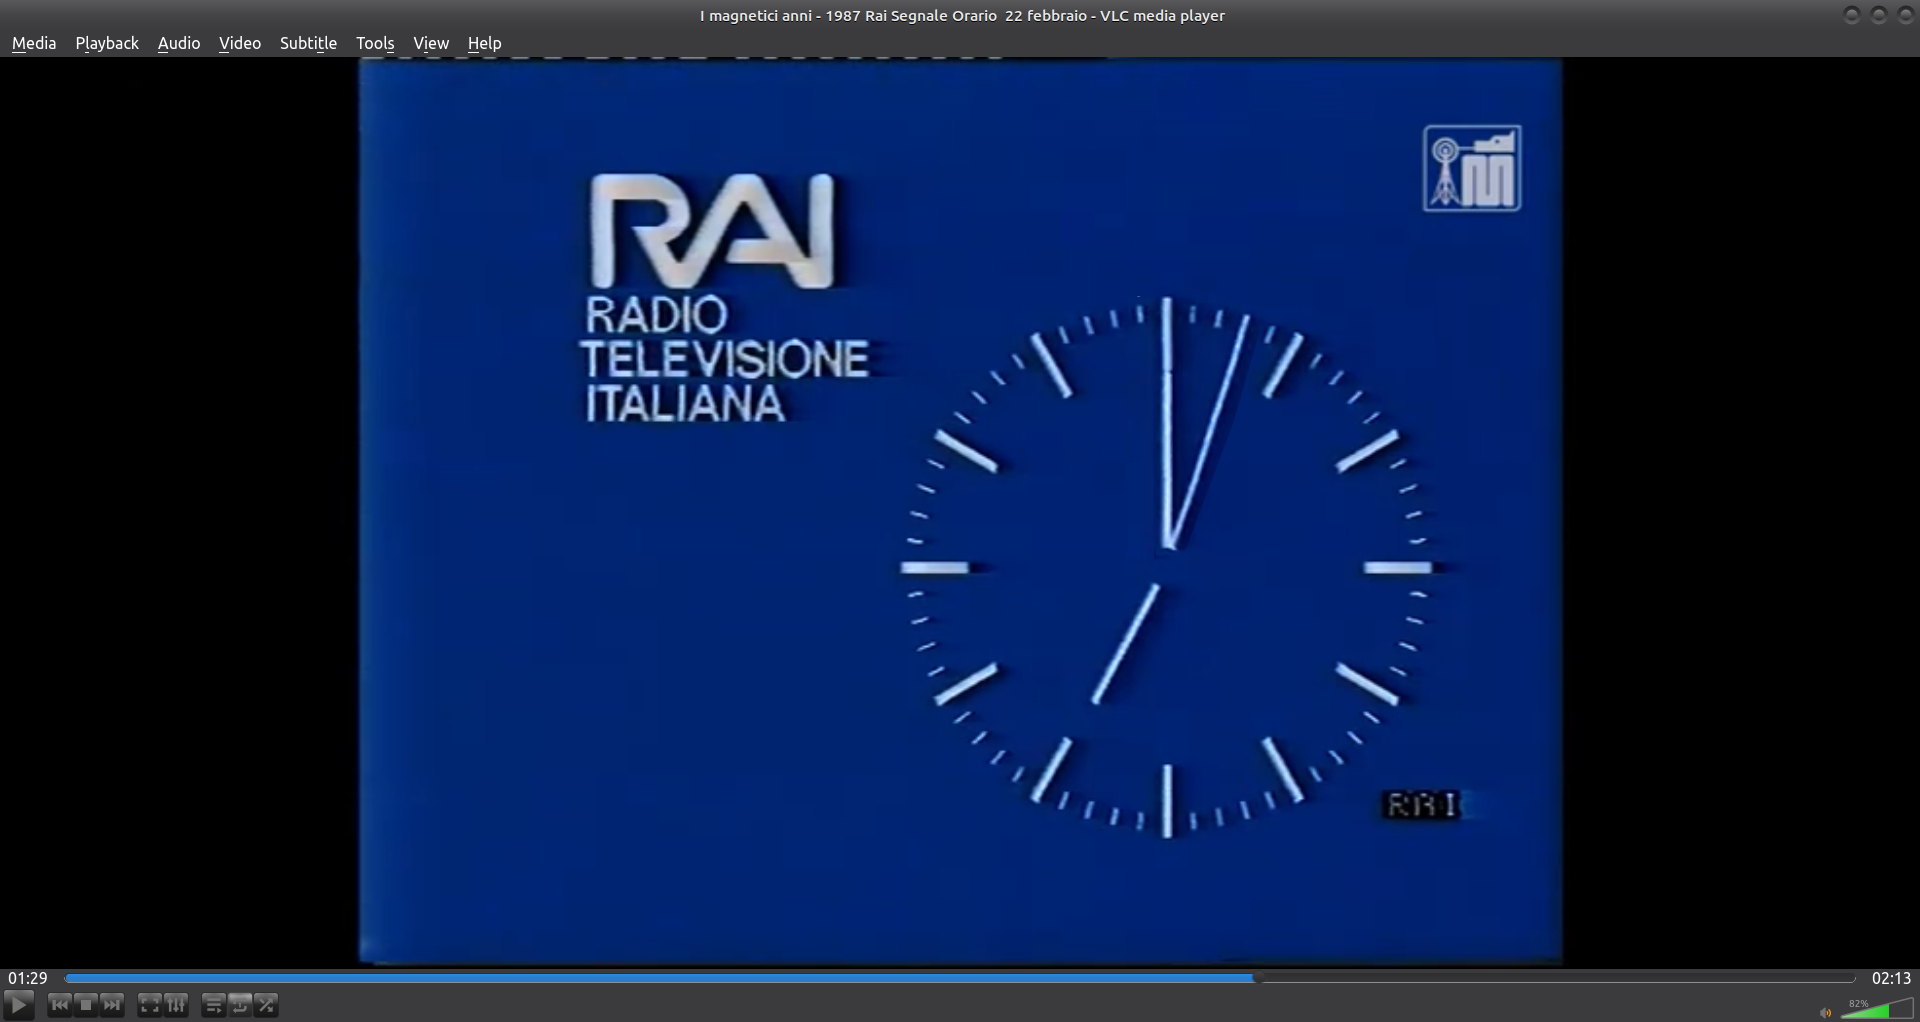 I magnetici anni - 1987 Rai Segnale Orario  22 febbraio - VLC media player
Media Playback Audio Video Subtitle Tools View Help
RAI
RADIO
TELEVISIONE
ITALIANA
01:29 02:13
82%